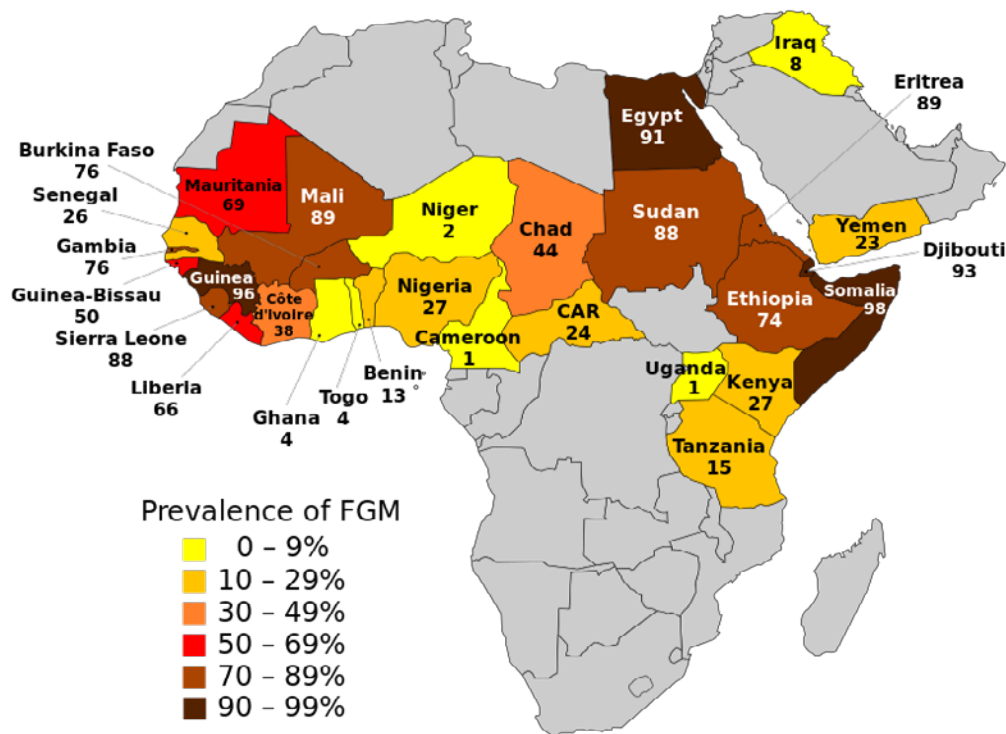 Iraq
8
Eritrea
89
Egypt
91
Burkina Faso
76
Senegal
26
Mauritania
69
Mali
89
Niger
2
Chad
44
Sudan
88
Yemen
23
Gambia
76
Djibouti
93
Guinea-Bissau
50
Guinea
96
Nigeria
27
Ethiopia
74
Somalia
98
Côte
d'Ivoire
38
CAR
24
Sierra Leone
88
Cameroon
1
Liberia
66
Benin
13
Togo
4
Ghana
4
Uganda
1
Kenya
27
Tanzania
15
Prevalence of FGM
0 – 9%
10 – 29%
30 – 49%
50 – 69%
70 – 89%
90 – 99%